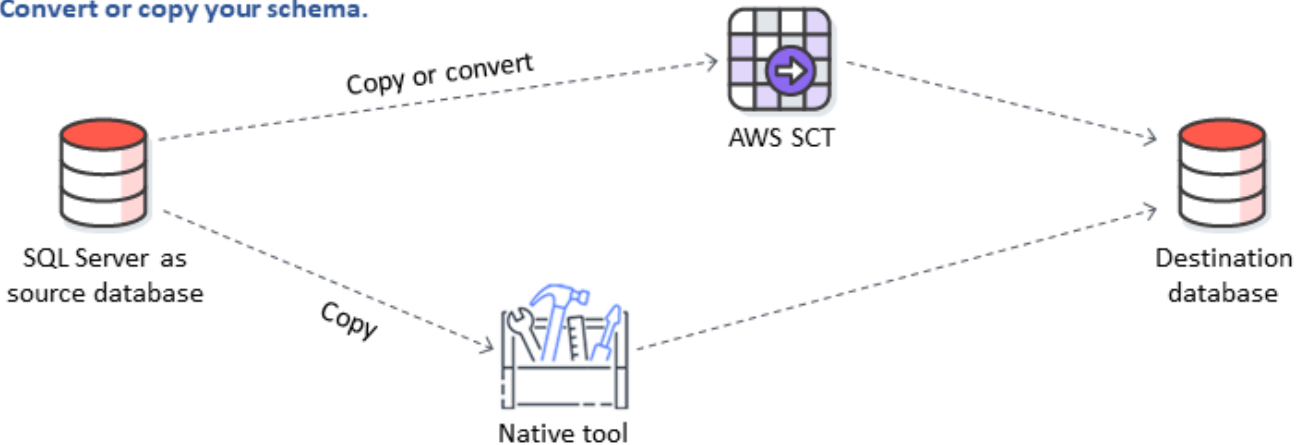 Convert or copy your schema.
Copy or convert
AWS SCT
SQL Server as
source database
Destination
database
Copy
Native tool